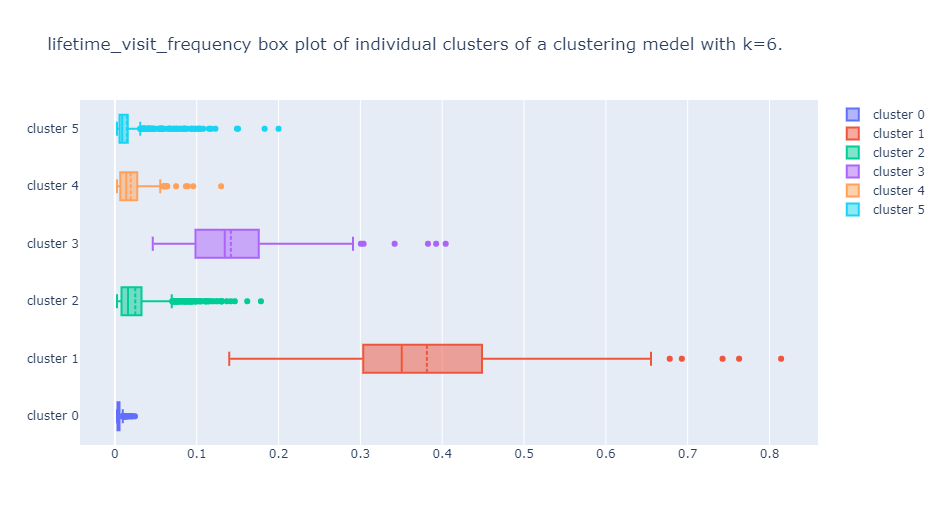 lifetime_visit_frequency box plot of individual clusters of a clustering medel with k=6.
cluster 5
cluster 4
cluster 3
cluster 2
cluster 1
cluster 0
0 0.1 0.2 0.3 0.4 0.5 0.6 0.7 0.8
cluster 0
cluster 1
cluster 2
cluster 3
cluster 4
cluster 5